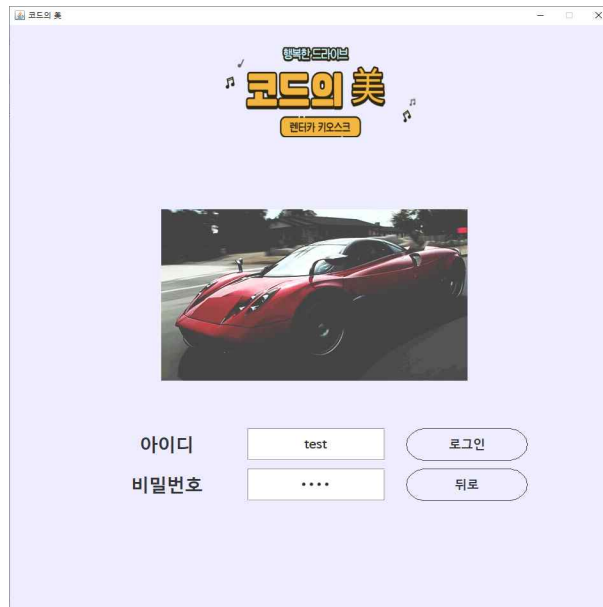 코드의 美
행복한 드라이브
코드의 美
렌터카 키오스크
아이디 test 로그인
비밀번호 •••• 뒤로